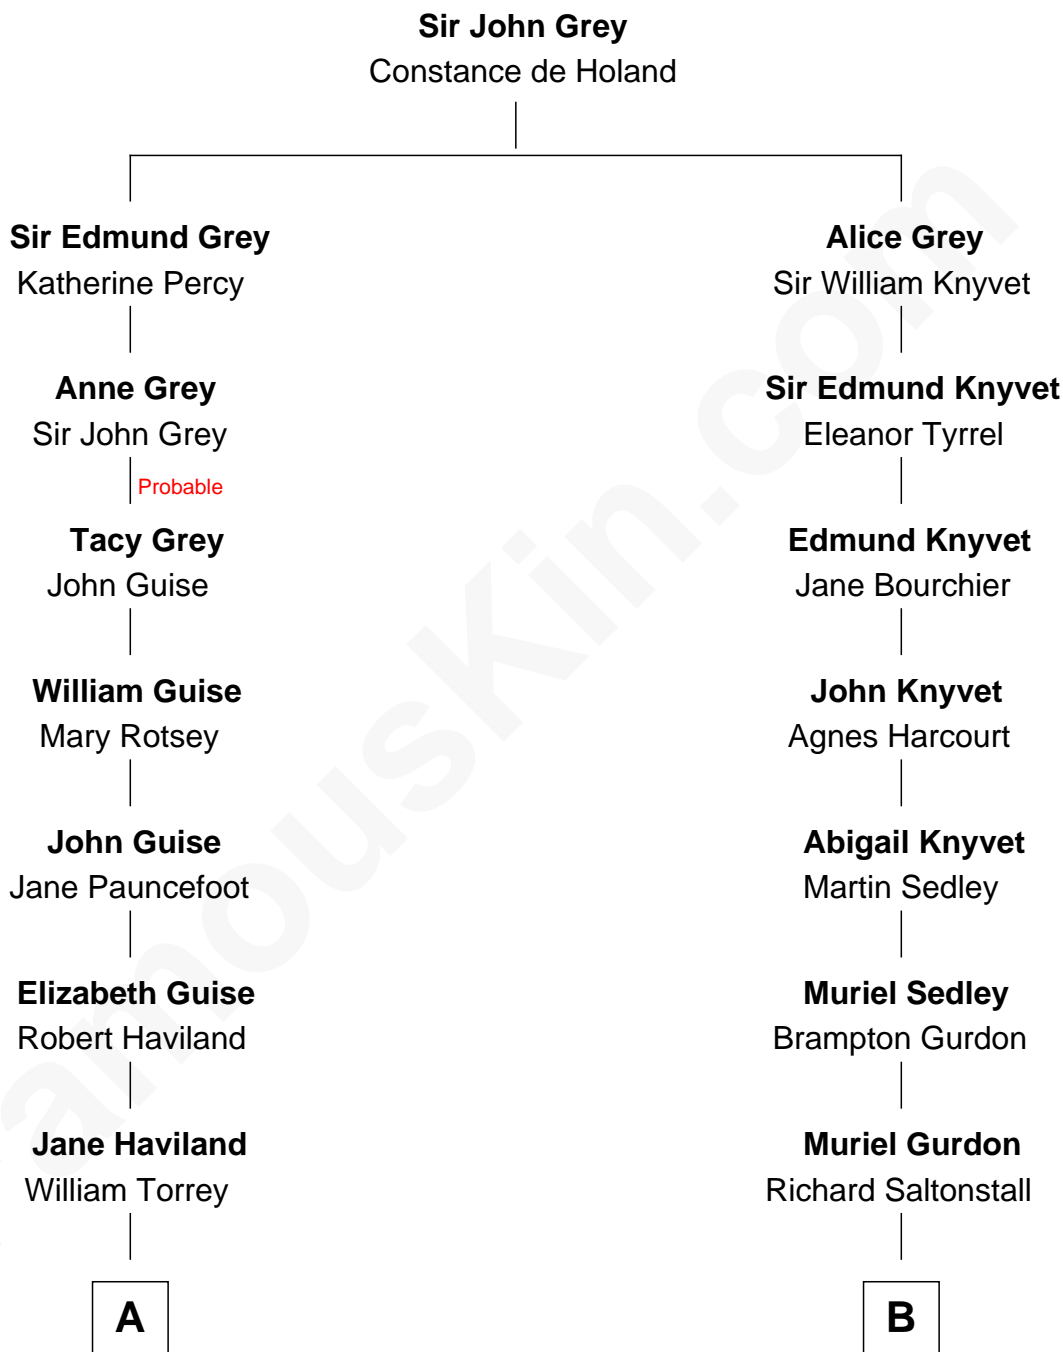 Sir John Grey
Constance de Holand
Sir Edmund Grey
Katherine Percy
Alice Grey
Sir William Knyvet
Anne Grey
Sir John Grey
Sir Edmund Knyvet
Eleanor Tyrrel
Probable
Tacy Grey
John Guise
Edmund Knyvet
Jane Bourchier
William Guise
Mary Rotsey
John Knyvet
Agnes Harcourt
John Guise
Jane Pauncefoot
Abigail Knyvet
Martin Sedley
Elizabeth Guise
Robert Haviland
Muriel Sedley
Brampton Gurdon
Jane Haviland
William Torrey
Muriel Gurdon
Richard Saltonstall
A
B
amousKin.com